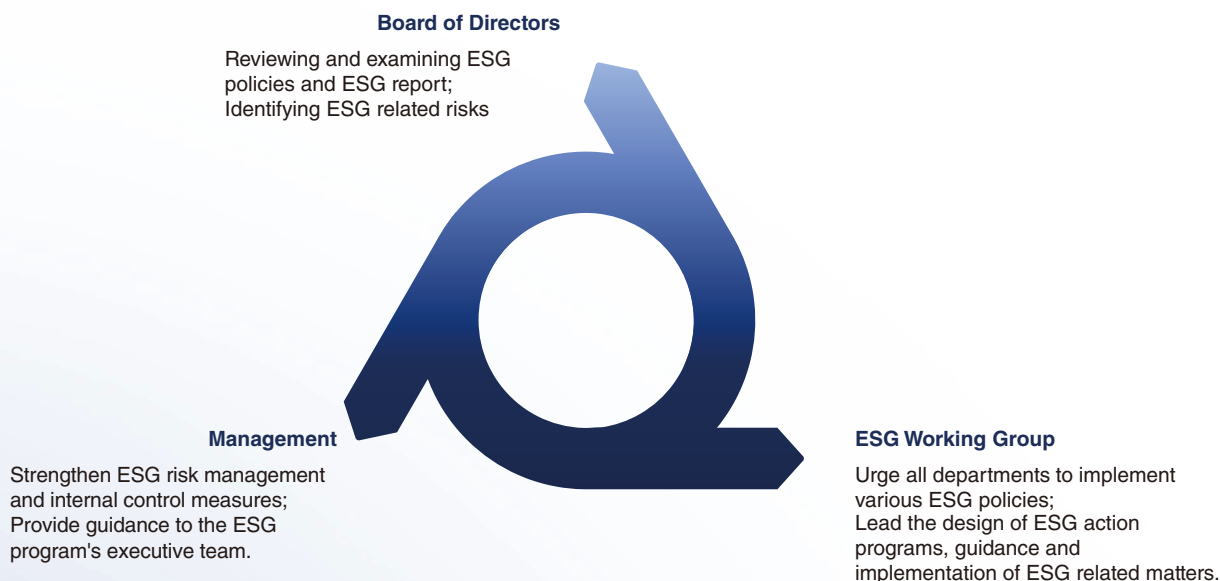 Board of Directors
Reviewing and examining ESG
policies and ESG report;
Identifying ESG related risks
Management
Strengthen ESG risk management
and internal control measures;
Provide guidance to the ESG
program's executive team.
ESG Working Group
Urge all departments to implement
various ESG policies;
Lead the design of ESG action
programs, guidance and
implementation of ESG related matters.